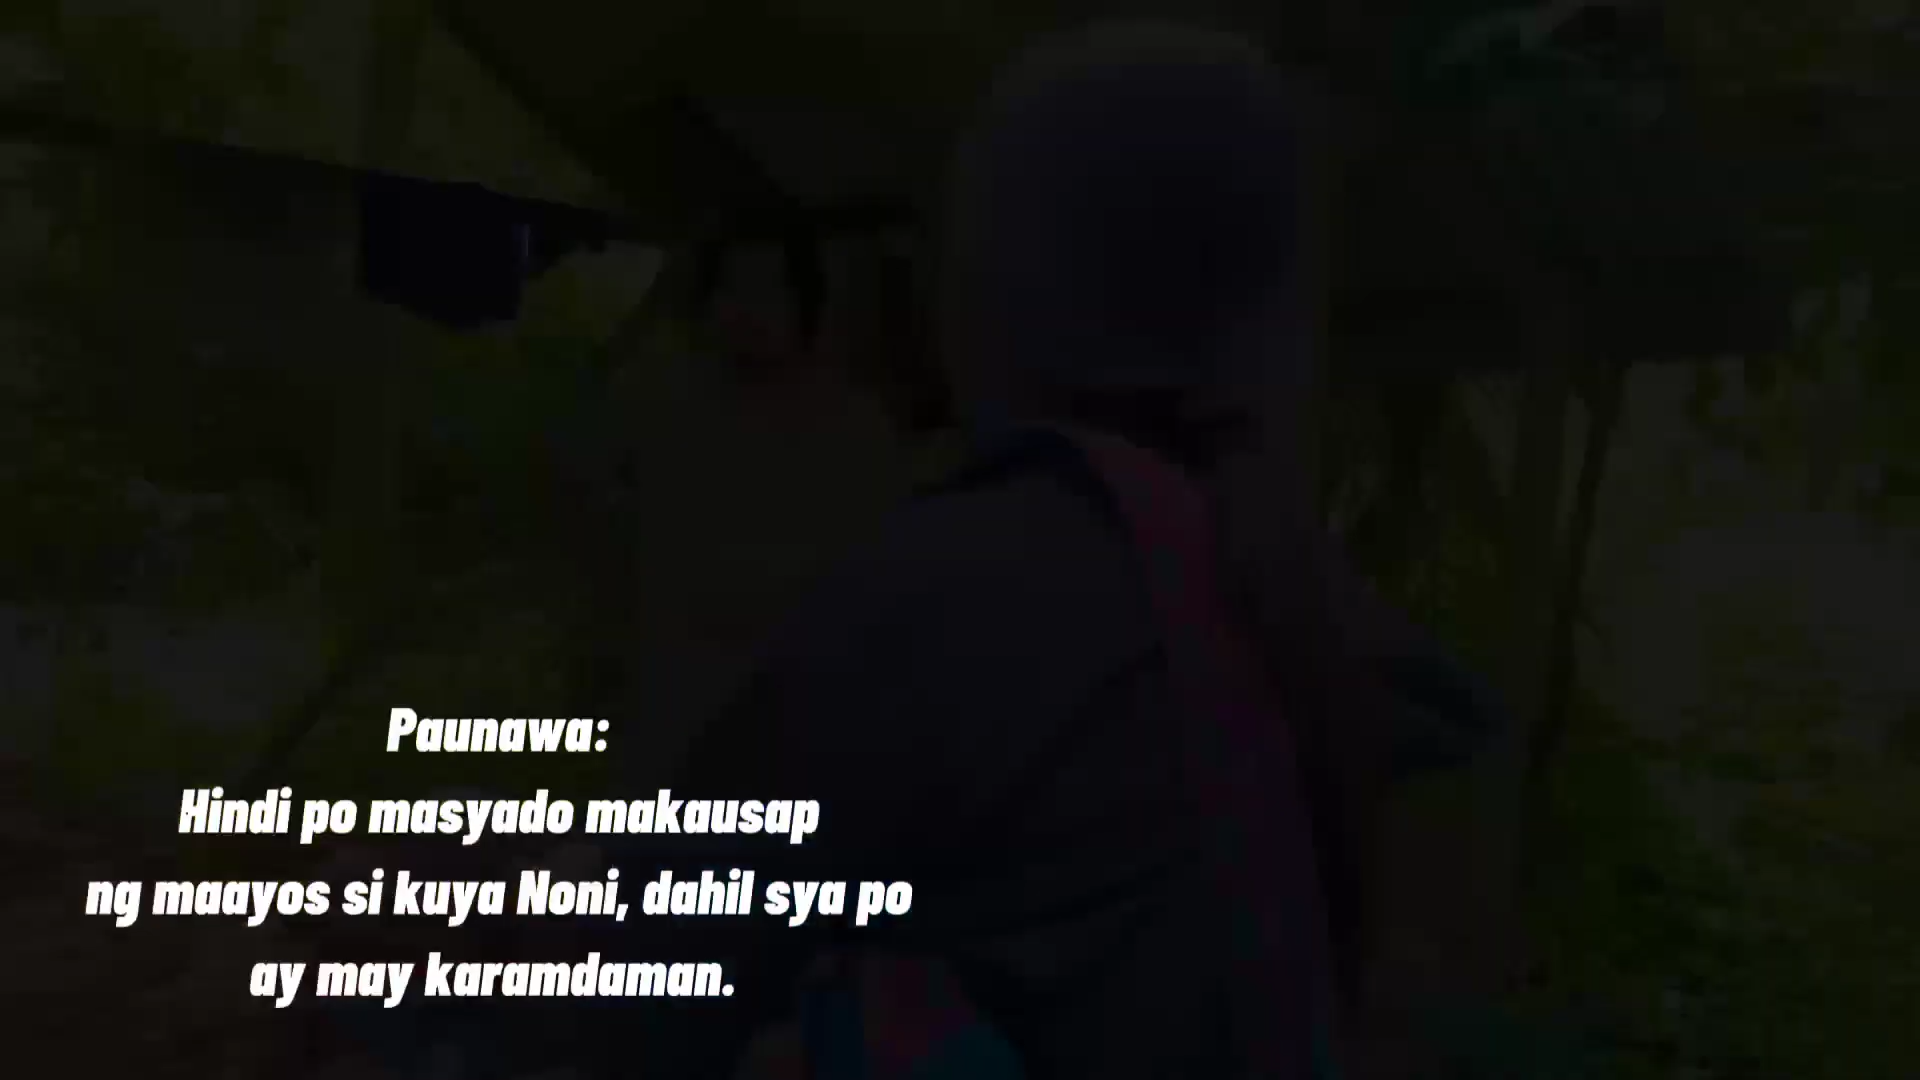 Paunawa:
Hindi po masyado makausap
ng maayos si kuya Noni, dahil sya po
ay may karamdaman.